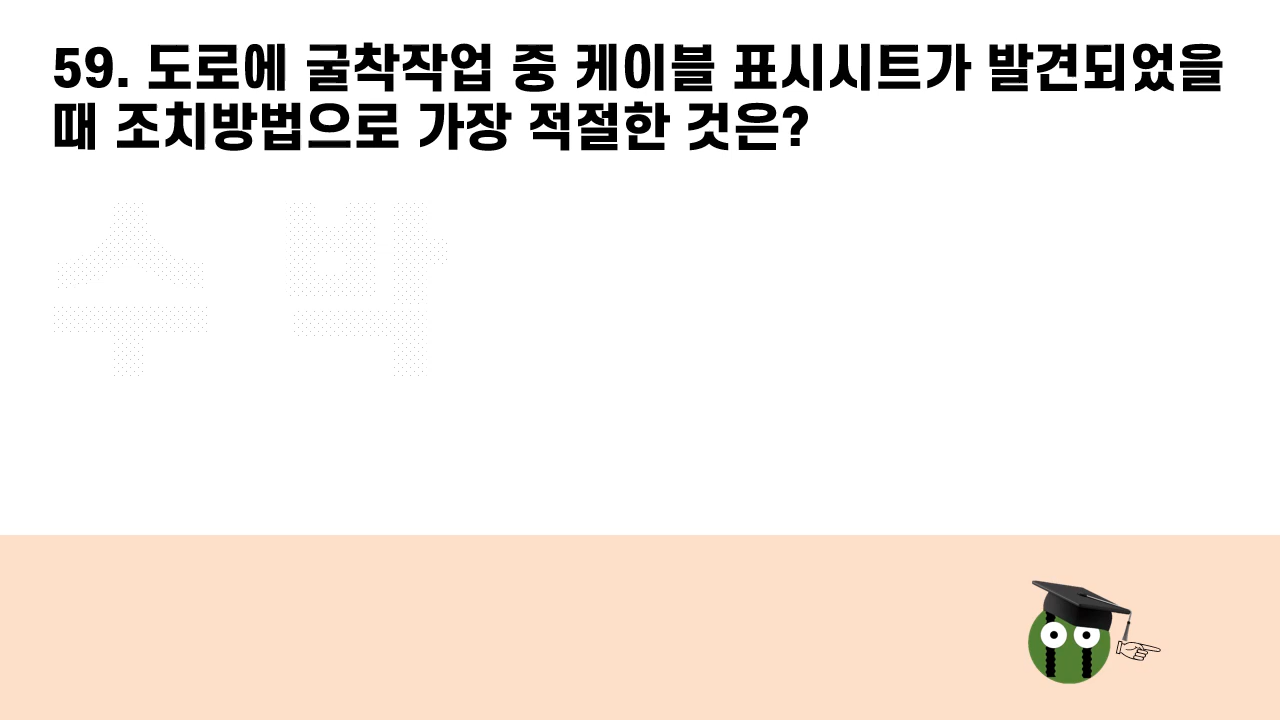 59. 도로에 굴착작업 중 케이블 표시시트가 발견되었을
때 조치방법으로 가장 적절한 것은?
수 박